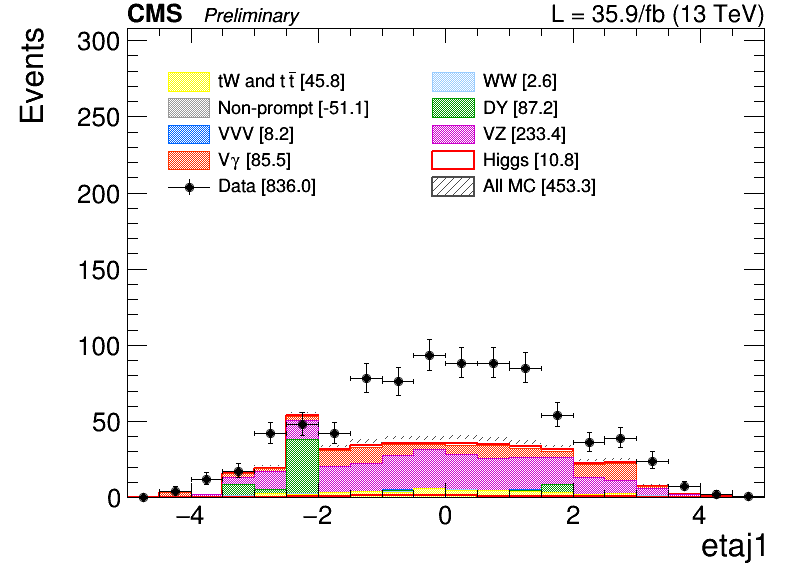 CMS Preliminary L = 35.9/fb (13 TeV)
Events
300
250
200
150
100
50
0
tW and tt̄ [45.8]
Non-prompt [-51.1]
VVV [8.2]
Vγ [85.5]
Data [836.0]
WW [2.6]
DY [87.2]
VZ [233.4]
Higgs [10.8]
All MC [453.3]
−4 −2 0 2 4
etaj1